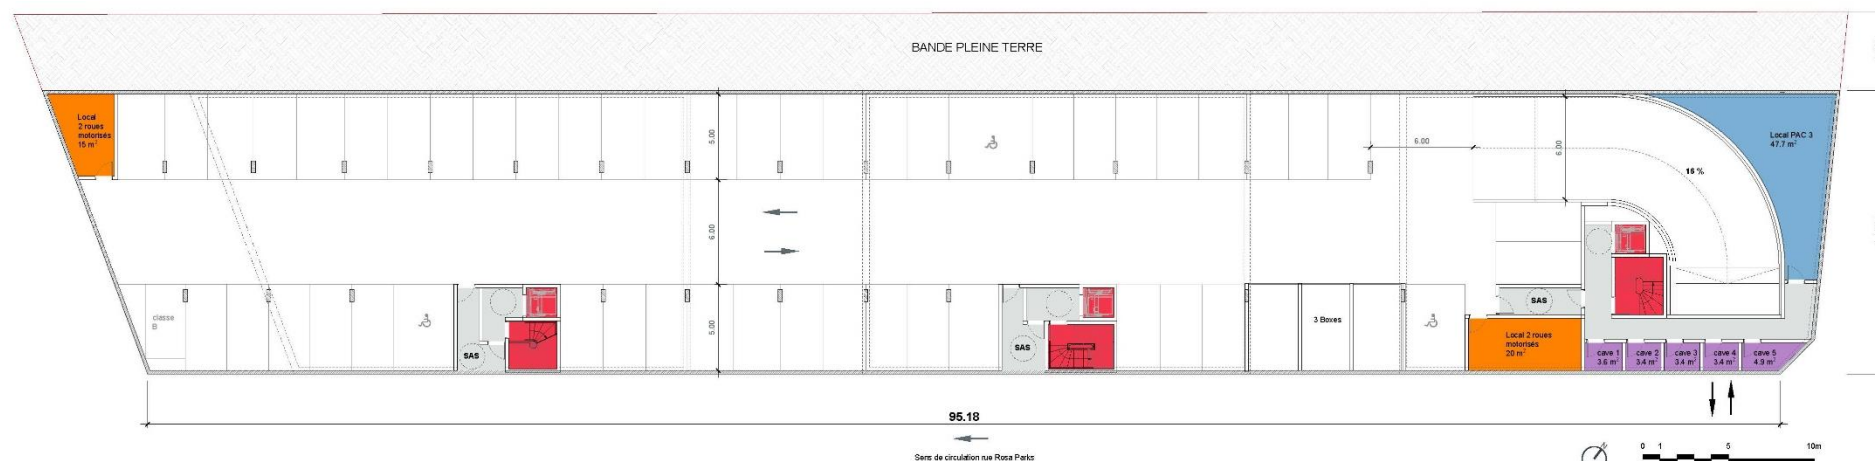 BANDE PLEINE TERRE
Local
2 roues
motorisés
15 m²
5.00
6.00
6.00
Local PAC 3
47.7 m²
15 %
6.00
classe
B
SAS
5.00
SAS
3 Boxes
SAS
Local 2 roues
motorisés
20 m²
cave 1
3.6 m²
cave 2
3.4 m²
cave 3
3.4 m²
cave 4
3.4 m²
cave 5
4.9 m²
95.18
Sens de circulation rue Rosa Parks
N
0 1 5 10m